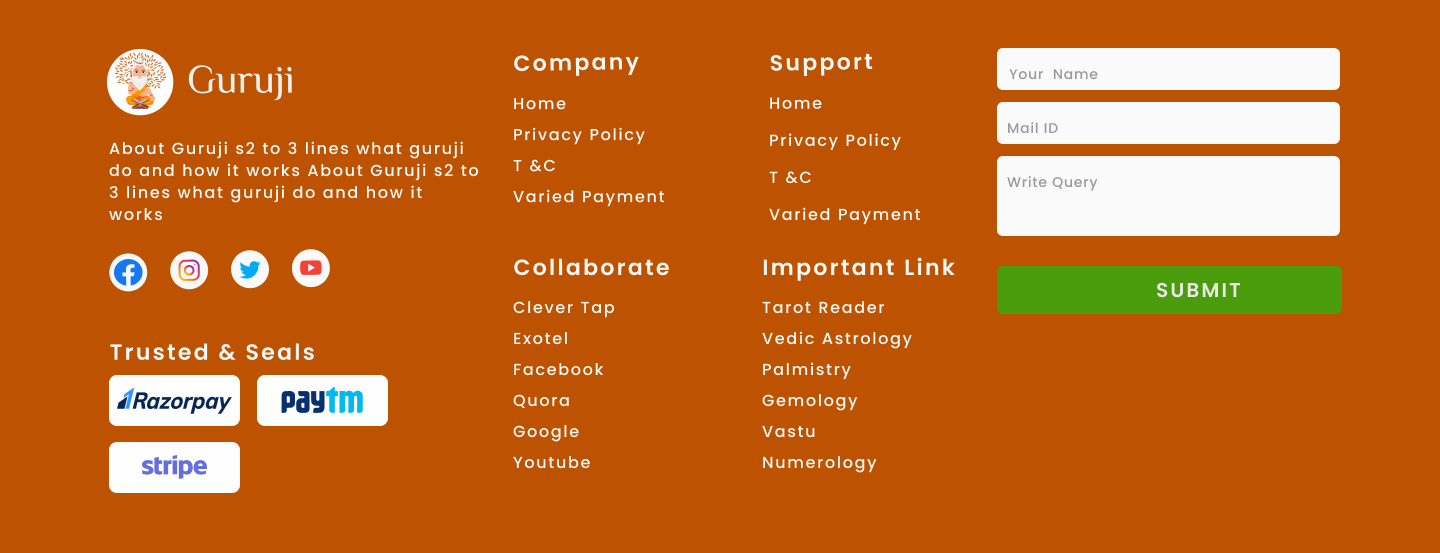 Guruji
About Guruji s2 to 3 lines what guruji
do and how it works About Guruji s2 to
3 lines what guruji do and how it
works
Trusted & Seals
Razorpay
paytm
stripe
Company
Home
Privacy Policy
T &C
Varied Payment
Support
Home
Privacy Policy
T &C
Varied Payment
Collaborate
Clever Tap
Exotel
Facebook
Quora
Google
Youtube
Important Link
Tarot Reader
Vedic Astrology
Palmistry
Gemology
Vastu
Numerology
Your Name
Mail ID
Write Query
SUBMIT